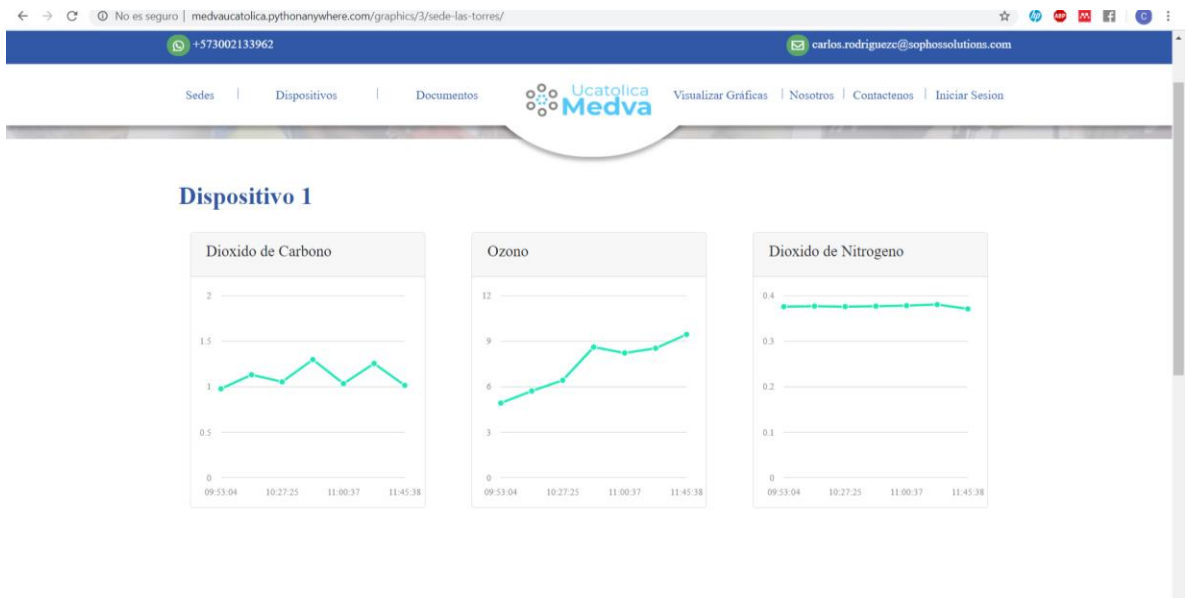 No es seguro | medvaucatolica.pythonanywhere.com/graphics/3/sede-las-torres/
+573002133962
carlos.rodriguezc@sophossolutions.com
Sedes | Dispositivos | Documentos
Ucatolica
Medva
Visualizar Gráficas | Nosotros | Contactenos | Iniciar Sesion
Dispositivo 1
Dioxido de Carbono
2
1.5
1
0.5
0
09:53:04 10:27:25 11:00:37 11:45:38
Ozono
12
9
6
3
0
09:53:04 10:27:25 11:00:37 11:45:38
Dioxido de Nitrogeno
0.4
0.3
0.2
0.1
0
09:53:04 10:27:25 11:00:37 11:45:38